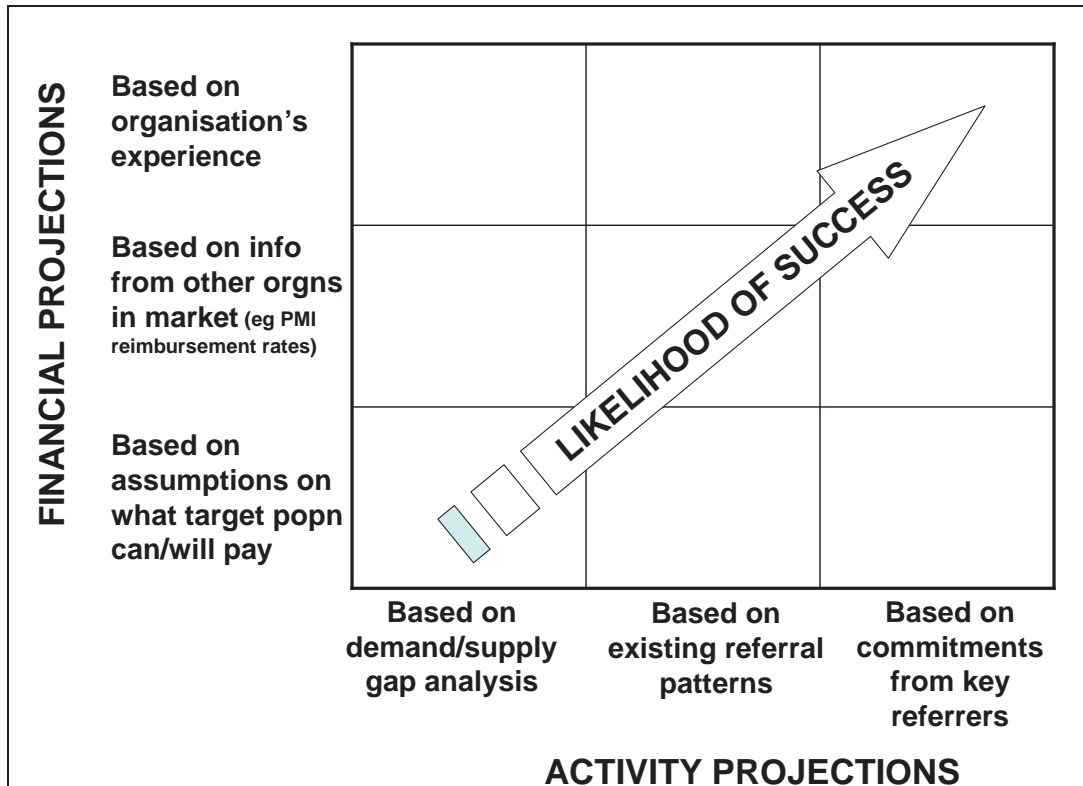 FINANCIAL PROJECTIONS
Based on
organisation’s
experience
Based on info
from other orgns
in market (eg PMI
reimbursement rates)
Based on
assumptions on
what target popn
can/will pay
LIKELIHOOD OF SUCCESS
Based on
demand/supply
gap analysis
Based on
existing referral
patterns
Based on
commitments
from key
referrers
ACTIVITY PROJECTIONS